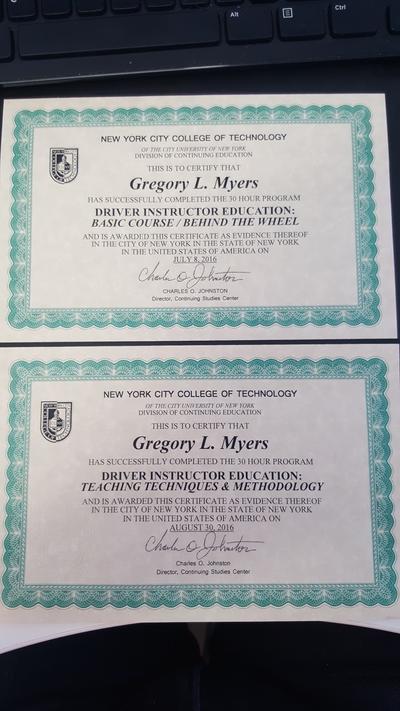 Alt
Ctrl
NEW YORK CITY COLLEGE OF TECHNOLOGY
OF THE CITY UNIVERSITY OF NEW YORK
DIVISION OF CONTINUING EDUCATION
THIS IS TO CERTIFY THAT
Gregory L. Myers
HAS SUCCESSFULLY COMPLETED THE 30 HOUR PROGRAM
DRIVER INSTRUCTOR EDUCATION:
BASIC COURSE / BEHIND THE WHEEL
AND IS AWARDED THIS CERTIFICATE AS EVIDENCE THEREOF
IN THE CITY OF NEW YORK IN THE STATE OF NEW YORK
IN THE UNITED STATES OF AMERICA ON
JULY 8, 2016
Charles O. Johnston
CHARLES O. JOHNSTON
Director, Continuing Studies Center
NEW YORK CITY COLLEGE OF TECHNOLOGY
OF THE CITY UNIVERSITY OF NEW YORK
DIVISION OF CONTINUING EDUCATION
THIS IS TO CERTIFY THAT
Gregory L. Myers
HAS SUCCESSFULLY COMPLETED THE 30 HOUR PROGRAM
DRIVER INSTRUCTOR EDUCATION:
TEACHING TECHNIQUES & METHODOLOGY
AND IS AWARDED THIS CERTIFICATE AS EVIDENCE THEREOF
IN THE CITY OF NEW YORK IN THE STATE OF NEW YORK
IN THE UNITED STATES OF AMERICA ON
AUGUST 30, 2016
Charles O. Johnston
Charles O. Johnston
Director, Continuing Studies Center